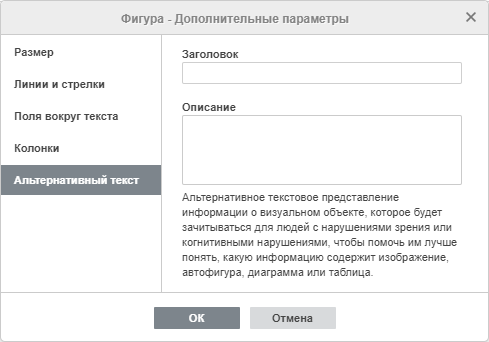 Фигура - Дополнительные параметры
Размер
Линии и стрелки
Поля вокруг текста
Колонки
Альтернативный текст
Заголовок
Описание
Альтернативное текстовое представление
информации о визуальном объекте, которое будет
зачитываться для людей с нарушениями зрения или
когнитивными нарушениями, чтобы помочь им лучше
понять, какую информацию содержит изображение,
автофигура, диаграмма или таблица.
ОК
Отмена